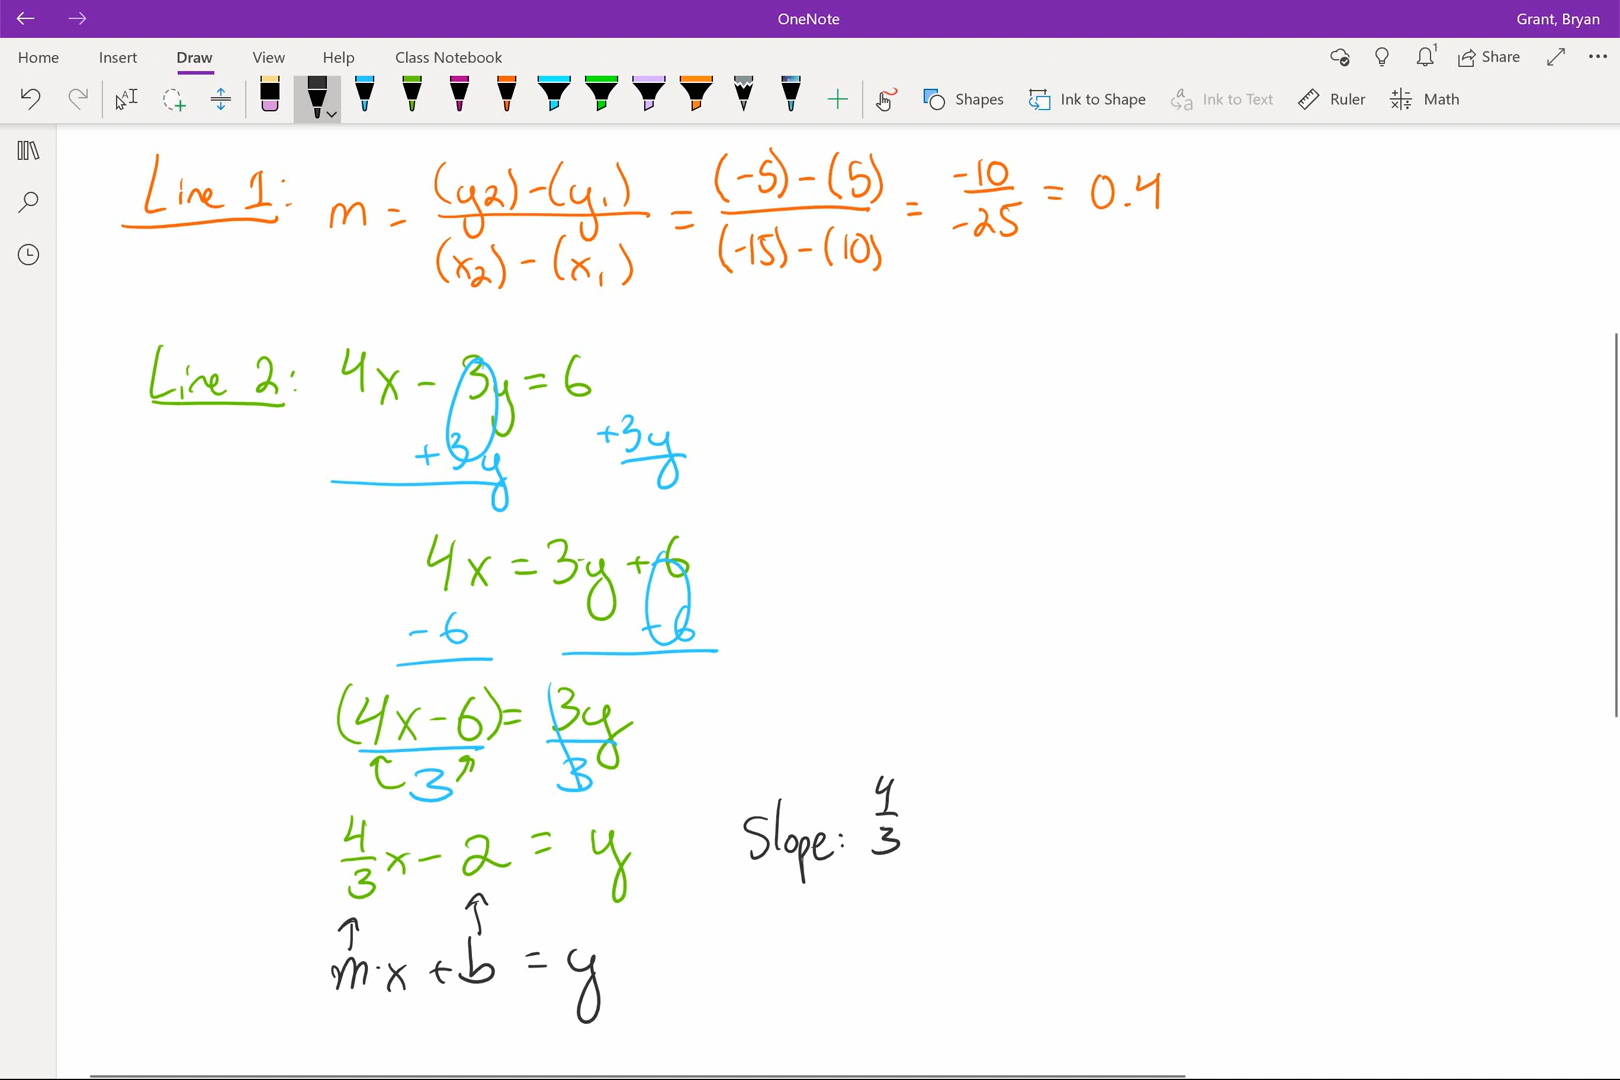 OneNote
Grant, Bryan
Home Insert Draw View Help Class Notebook 1 Share
Shapes Ink to Shape Ink to Text Ruler Math
Line 1: m = (y2)-(y₁) / (x₂)-(x₁) = (-5)-(5) / (-15)-(10) = -10/-25 = 0.4
Line 2: 4x - 3y = 6
+3y +3y
4x = 3y + 6
-6 -6
(4x-6) = 3y
3 3
4/3 x - 2 = y
Slope: 4/3
m·x + b = y